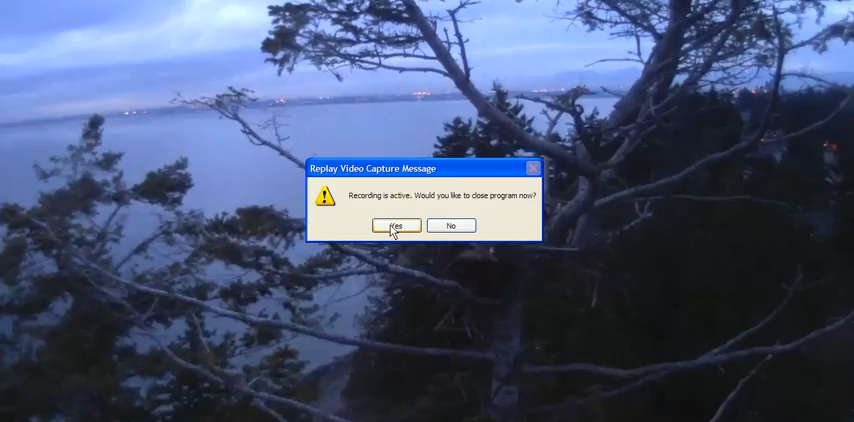 Replay Video Capture Message
Recording is active. Would you like to close program now?
Yes
No